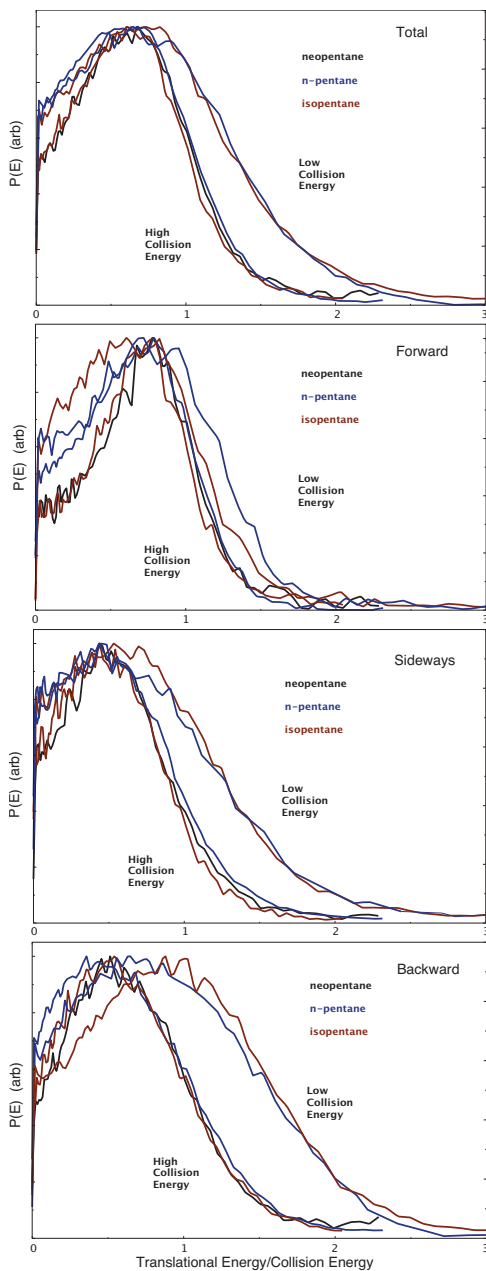 Total
neopentane
n-pentane
isopentane
Low
Collision
Energy
High
Collision
Energy
P(E) (arb)
0
1
2
3
Forward
neopentane
n-pentane
isopentane
Low
Collision
Energy
High
Collision
Energy
P(E) (arb)
0
1
2
3
Sideways
neopentane
n-pentane
isopentane
Low
Collision
Energy
High
Collision
Energy
P(E) (arb)
0
1
2
3
Backward
neopentane
n-pentane
isopentane
Low
Collision
Energy
High
Collision
Energy
P(E) (arb)
0
1
2
3
Translational Energy/Collision Energy